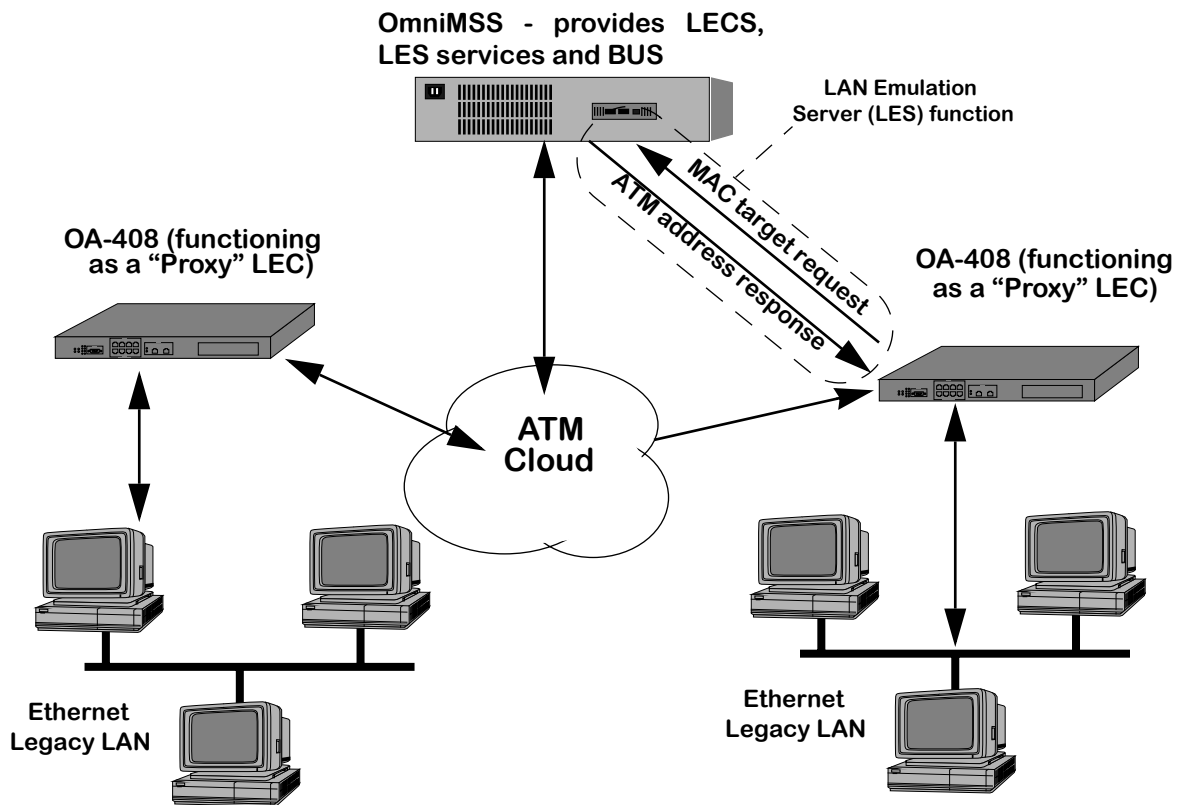 OmniMSS - provides LECS,
LES services and BUS
LAN Emulation
Server (LES) function
MAC target request
ATM address response
OA-408 (functioning
as a “Proxy” LEC)
OA-408 (functioning
as a “Proxy” LEC)
ATM
Cloud
Ethernet
Legacy LAN
Ethernet
Legacy LAN